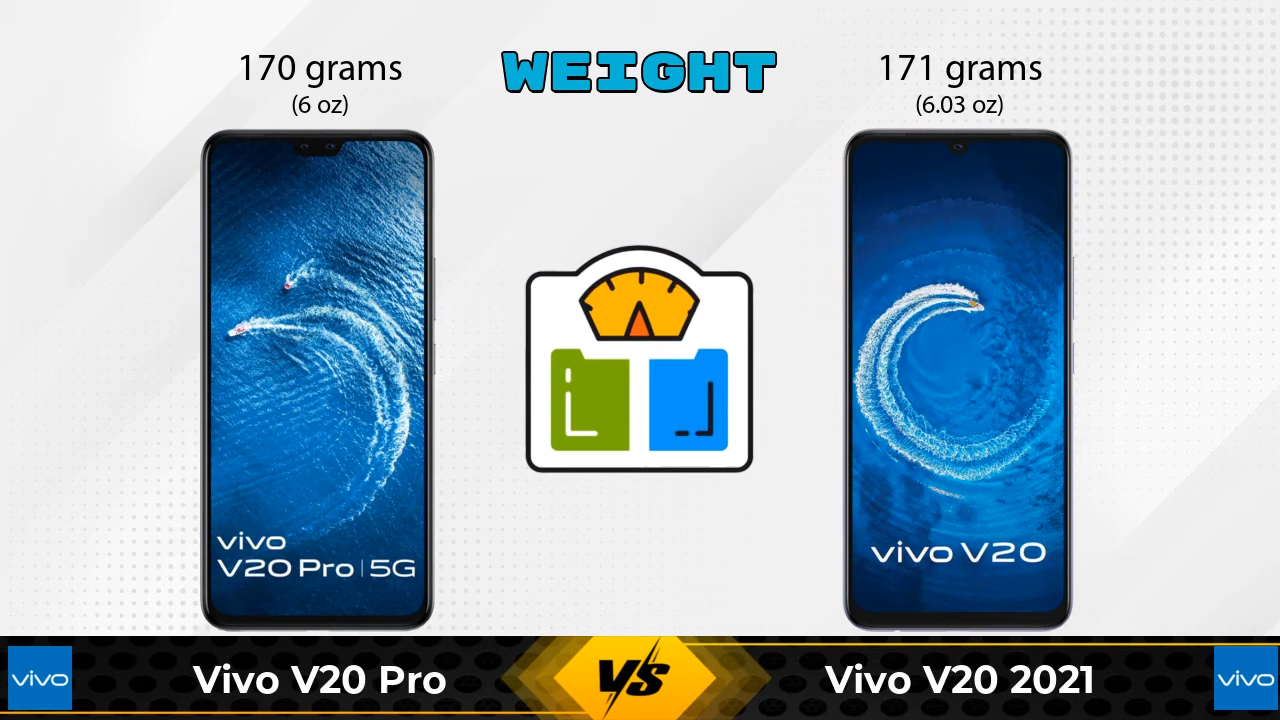 WEIGHT
170 grams
(6 oz)
171 grams
(6.03 oz)
vivo
V20 Pro | 5G
vivo V20
vivo
Vivo V20 Pro
VS
Vivo V20 2021
vivo